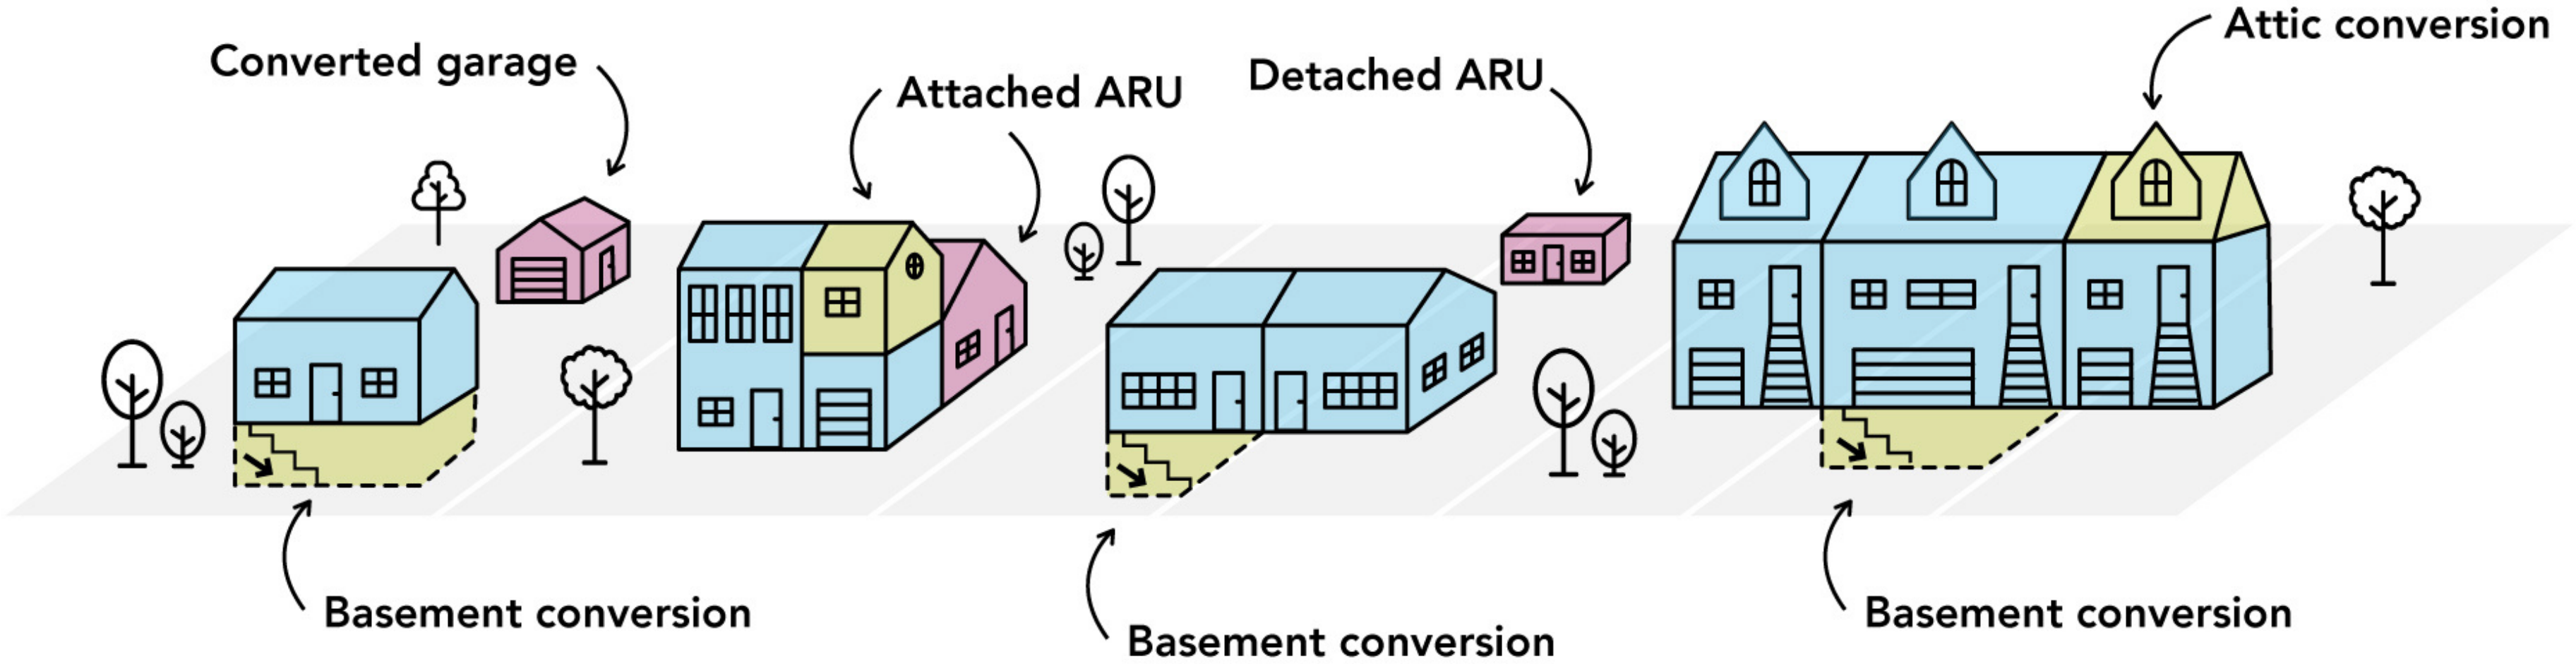 Converted garage
Attached ARU
Detached ARU
Attic conversion
Basement conversion
Basement conversion
Basement conversion